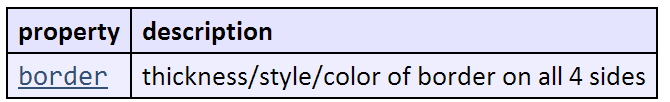 property description
border thickness/style/color of border on all 4 sides